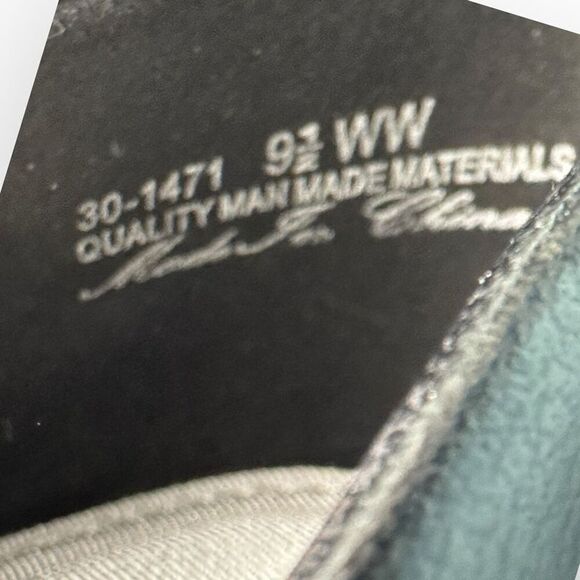 30-1471 9½ WW
QUALITY MAN MADE MATERIALS
Made In China